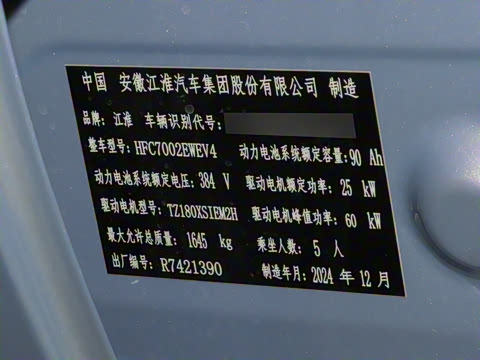 中国 安徽江淮汽车集团股份有限公司 制造
品牌：江淮 车辆识别代号：
整车型号：HFC7002EWEV4 动力电池系统额定容量：90 Ah
动力电池系统额定电压：384 V 驱动电机额定功率：25 kW
驱动电机型号：TZ180XSIEM2H 驱动电机峰值功率：60 kW
最大允许总质量：1645 kg 乘坐人数：5 人
出厂编号：R7421390 制造年月：2024 年 12 月